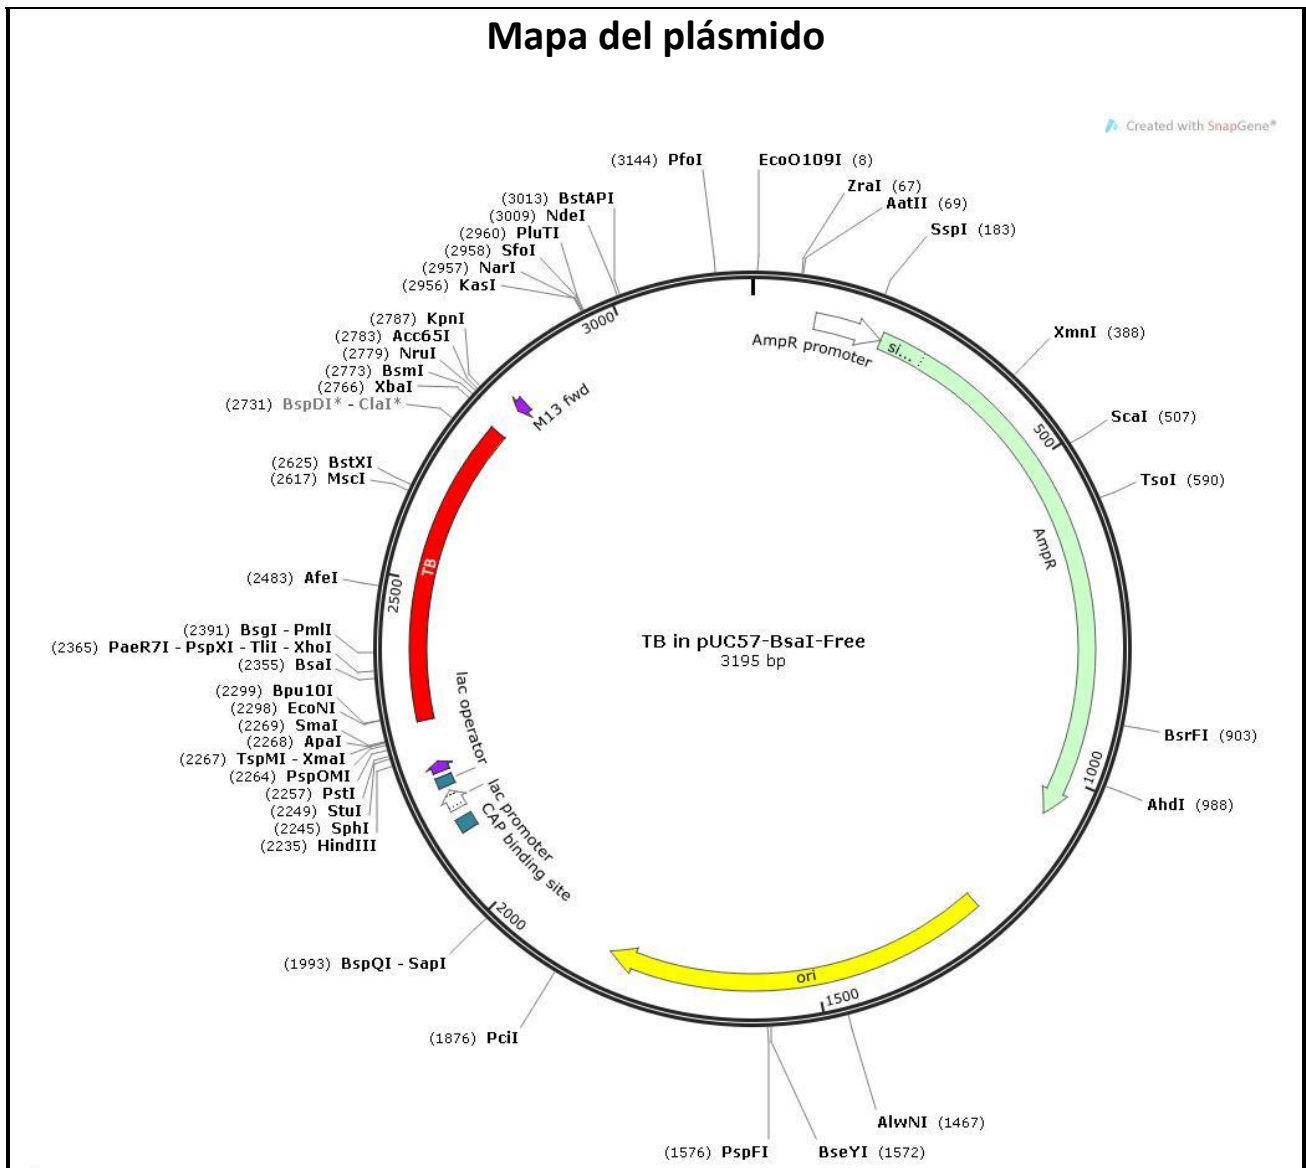 Mapa del plásmido
Created with SnapGene®
(3144) PfoI
EcoO109I (8)
ZraI (67)
AatII (69)
SspI (183)
XmnI (388)
ScaI (507)
TsoI (590)
BsrFI (903)
AhdI (988)
AlwNI (1467)
BseYI (1572)
(1576) PspFI
(1876) PciI
(1993) BspQI - SapI
(3013) BstAPI
(3009) NdeI
(2960) PluTI
(2958) SfoI
(2957) NarI
(2956) KasI
(2787) KpnI
(2783) Acc65I
(2779) NruI
(2773) BsmI
(2766) XbaI
(2731) BspDI* - ClaI*
(2625) BstXI
(2617) MscI
(2483) AfeI
(2391) BsgI - PmlI
(2365) PaeR7I - PspXI - TliI - XhoI
(2355) BsaI
(2299) Bpu10I
(2298) EcoNI
(2269) SmaI
(2268) ApaI
(2267) TspMI - XmaI
(2264) PspOMI
(2257) PstI
(2249) StuI
(2245) SphI
(2235) HindIII
AmpR promoter
si...
AmpR
500
1000
1500
2000
2500
3000
M13 fwd
TB
lac operator
lac promoter
CAP binding site
ori
TB in pUC57-BsaI-Free
3195 bp